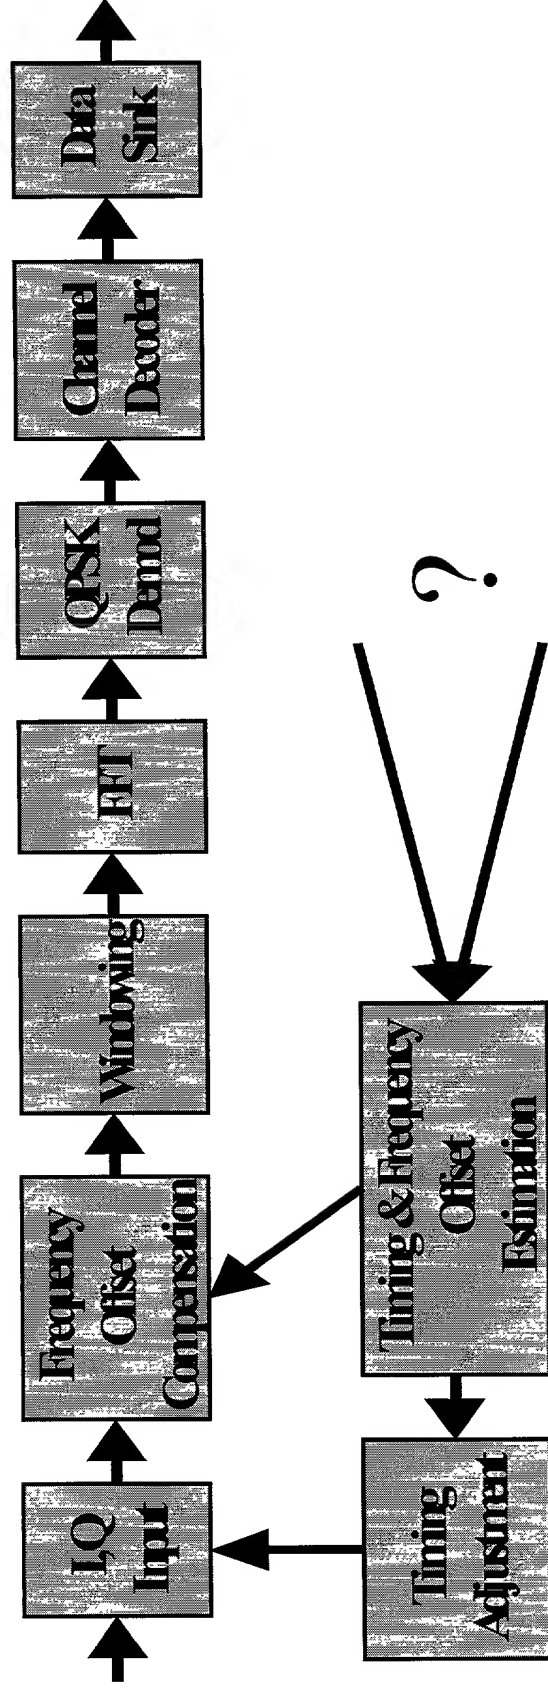 I,Q
Input
Frequency
Offset
Compensation
Windowing
FFT
QPSK
Demod
Channel
Decoder
Data
Sink
Timing
Adjustment
Timing & Frequency
Offset
Estimation
?